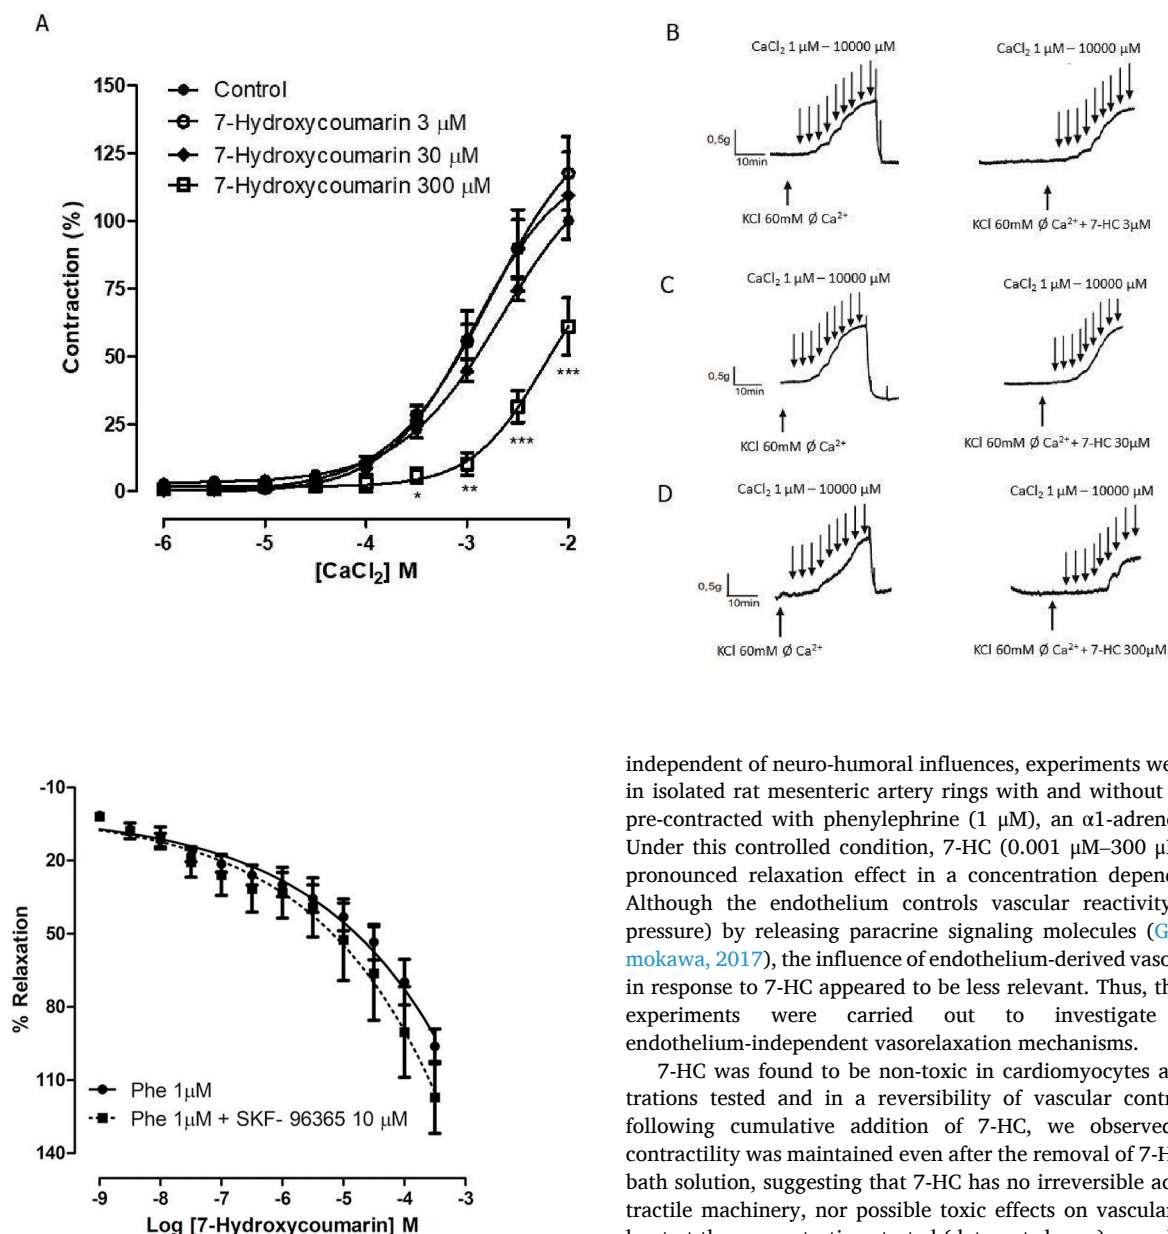 A
150
125
100
75
50
25
0
Contraction (%)
Control
7-Hydroxycoumarin 3 μM
7-Hydroxycoumarin 30 μM
7-Hydroxycoumarin 300 μM
*
**
***
***
-6 -5 -4 -3 -2
[CaCl2] M
B
CaCl2 1 μM – 10000 μM
CaCl2 1 μM – 10000 μM
0,5g
10min
KCl 60mM Ø Ca2+
KCl 60mM Ø Ca2+ + 7-HC 3μM
C
CaCl2 1 μM – 10000 μM
CaCl2 1 μM – 10000 μM
0,5g
10min
KCl 60mM Ø Ca2+
KCl 60mM Ø Ca2+ + 7-HC 30μM
D
CaCl2 1 μM – 10000 μM
CaCl2 1 μM – 10000 μM
0,5g
10min
KCl 60mM Ø Ca2+
KCl 60mM Ø Ca2+ + 7-HC 300μM
-10
20
50
80
110
140
% Relaxation
Phe 1μM
Phe 1μM + SKF- 96365 10 μM
-9 -8 -7 -6 -5 -4 -3
Log [7-Hydroxycoumarin] M
independent of neuro-humoral influences, experiments we
in isolated rat mesenteric artery rings with and without
pre-contracted with phenylephrine (1 μM), an α1-adreno
Under this controlled condition, 7-HC (0.001 μM–300 μM
pronounced relaxation effect in a concentration depende
Although the endothelium controls vascular reactivity
pressure) by releasing paracrine signaling molecules (G
mokawa, 2017), the influence of endothelium-derived vaso
in response to 7-HC appeared to be less relevant. Thus, th
experiments were carried out to investigate
endothelium-independent vasorelaxation mechanisms.
7-HC was found to be non-toxic in cardiomyocytes a
trations tested and in a reversibility of vascular contr
following cumulative addition of 7-HC, we observed
contractility was maintained even after the removal of 7-H
bath solution, suggesting that 7-HC has no irreversible ac
tractile machinery, nor possible toxic effects on vascular